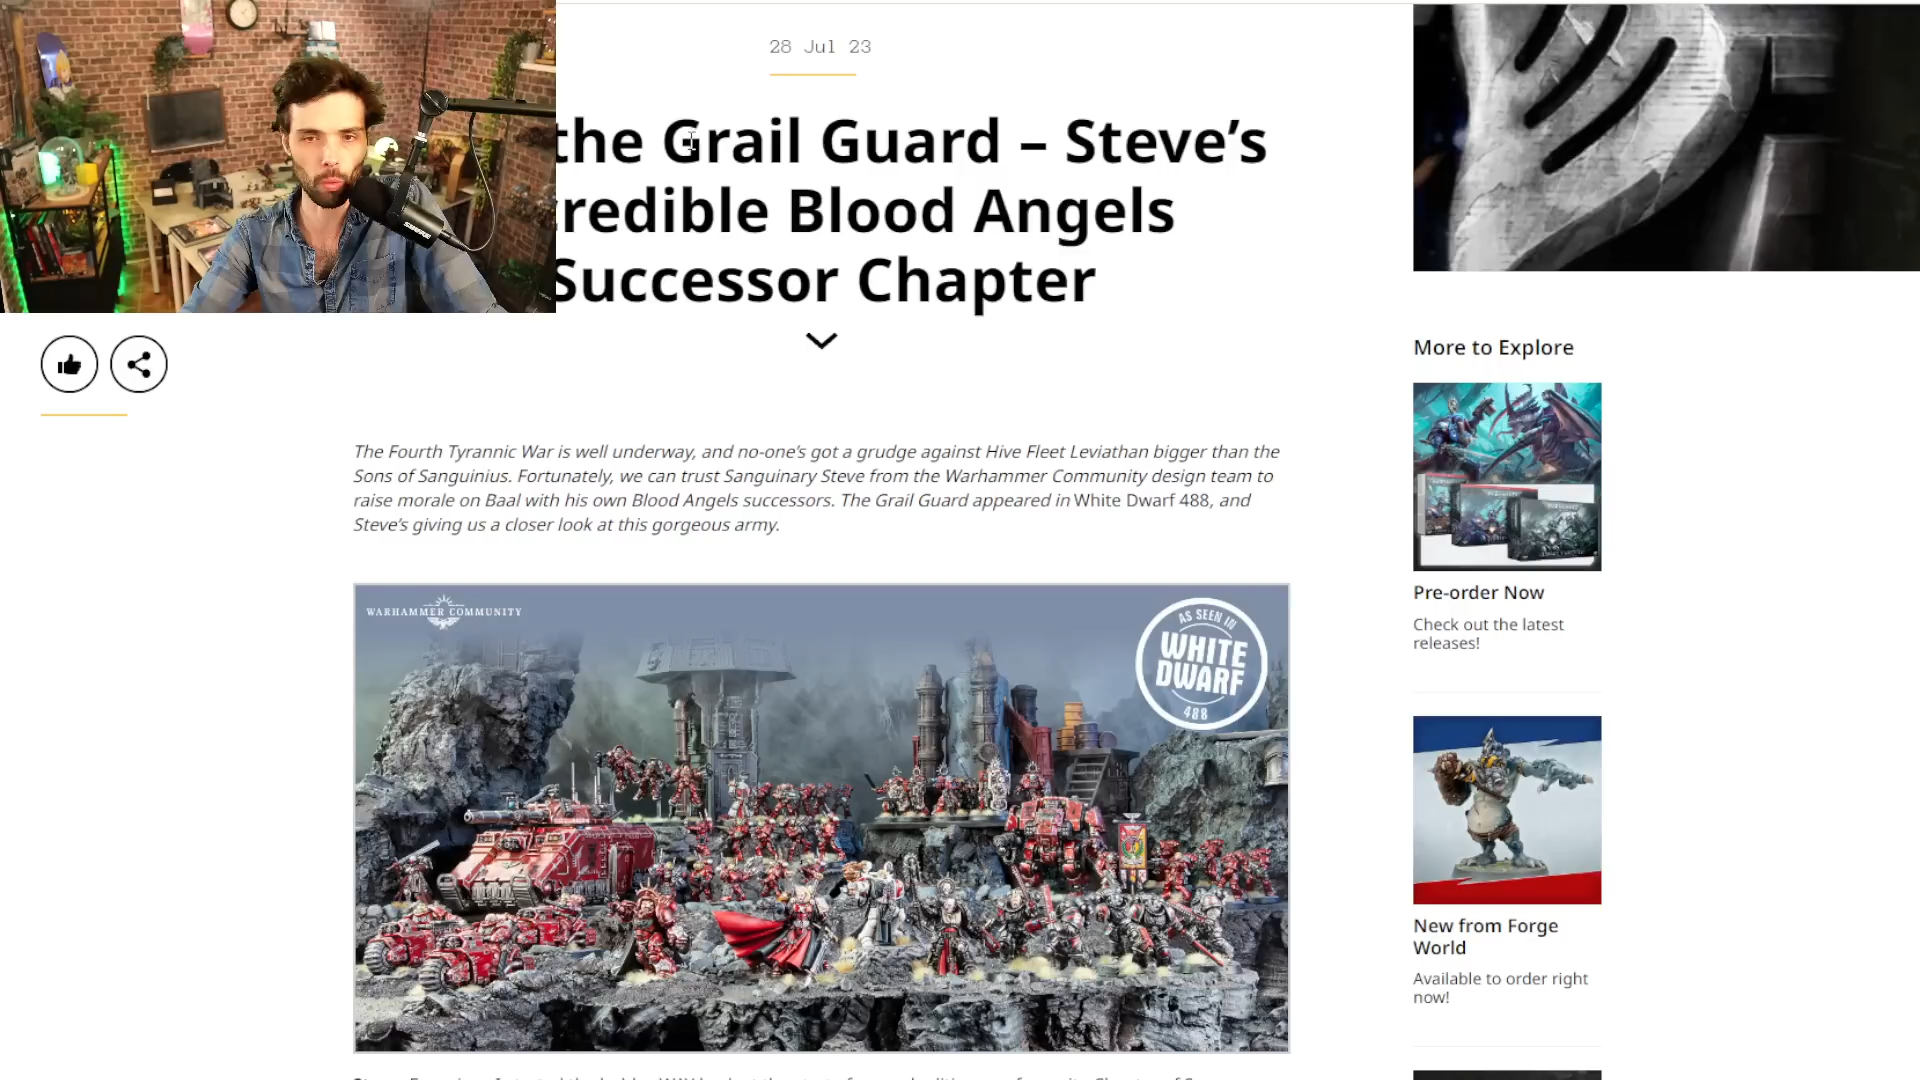 28 Jul 23
the Grail Guard – Steve’s
credible Blood Angels
Successor Chapter
The Fourth Tyrannic War is well underway, and no-one’s got a grudge against Hive Fleet Leviathan bigger than the
Sons of Sanguinius. Fortunately, we can trust Sanguinary Steve from the Warhammer Community design team to
raise morale on Baal with his own Blood Angels successors. The Grail Guard appeared in White Dwarf 488, and
Steve’s giving us a closer look at this gorgeous army.
WARHAMMER COMMUNITY
AS SEEN IN
WHITE
DWARF
488
More to Explore
Pre-order Now
Check out the latest
releases!
New from Forge
World
Available to order right
now!